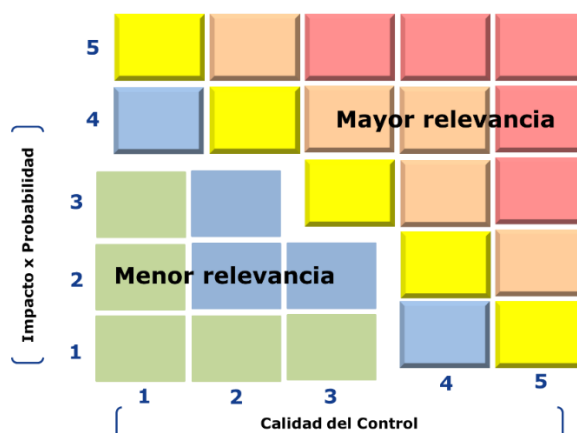 5
4
Mayor relevancia
3
2
Menor relevancia
1
Impacto x Probabilidad
1
2
3
4
5
Calidad del Control